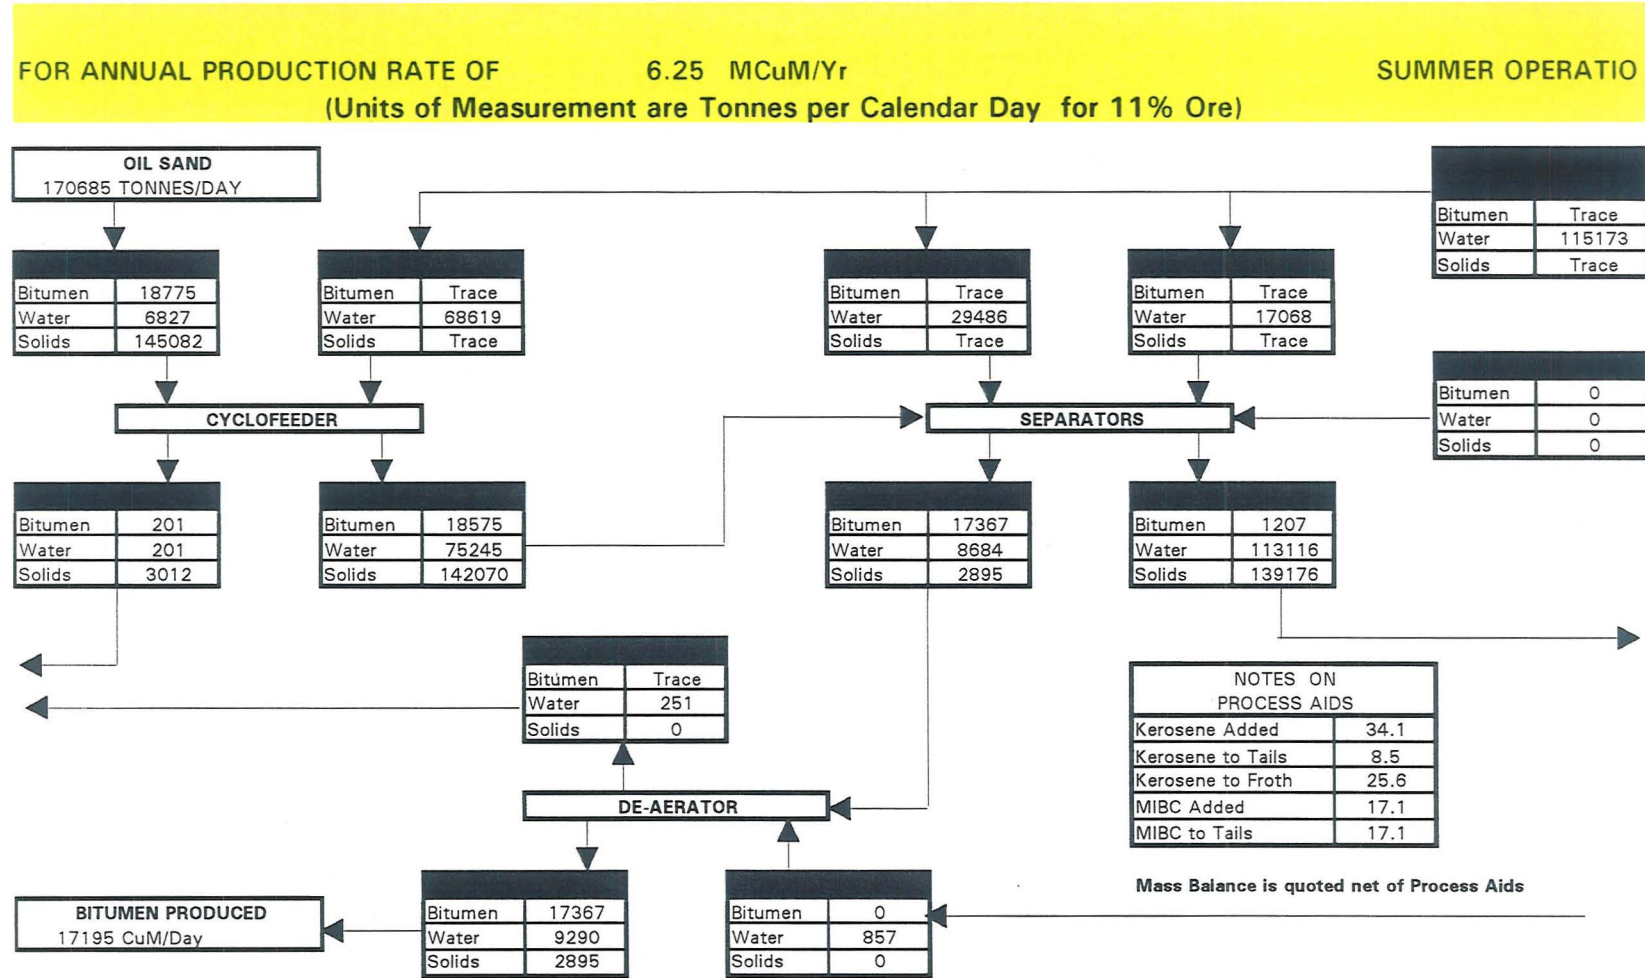 FOR ANNUAL PRODUCTION RATE OF 6.25 MCuM/Yr SUMMER OPERATIO
(Units of Measurement are Tonnes per Calendar Day for 11% Ore)
OIL SAND
170685 TONNES/DAY
Bitumen Trace
Water 115173
Solids Trace
Bitumen 18775
Water 6827
Solids 145082
Bitumen Trace
Water 68619
Solids Trace
Bitumen Trace
Water 29486
Solids Trace
Bitumen Trace
Water 17068
Solids Trace
Bitumen 0
Water 0
Solids 0
CYCLOFEEDER
SEPARATORS
Bitumen 201
Water 201
Solids 3012
Bitumen 18575
Water 75245
Solids 142070
Bitumen 17367
Water 8684
Solids 2895
Bitumen 1207
Water 113116
Solids 139176
Bitumen Trace
Water 251
Solids 0
NOTES ON
PROCESS AIDS
Kerosene Added 34.1
Kerosene to Tails 8.5
Kerosene to Froth 25.6
MIBC Added 17.1
MIBC to Tails 17.1
DE-AERATOR
Mass Balance is quoted net of Process Aids
BITUMEN PRODUCED
17195 CuM/Day
Bitumen 17367
Water 9290
Solids 2895
Bitumen 0
Water 857
Solids 0